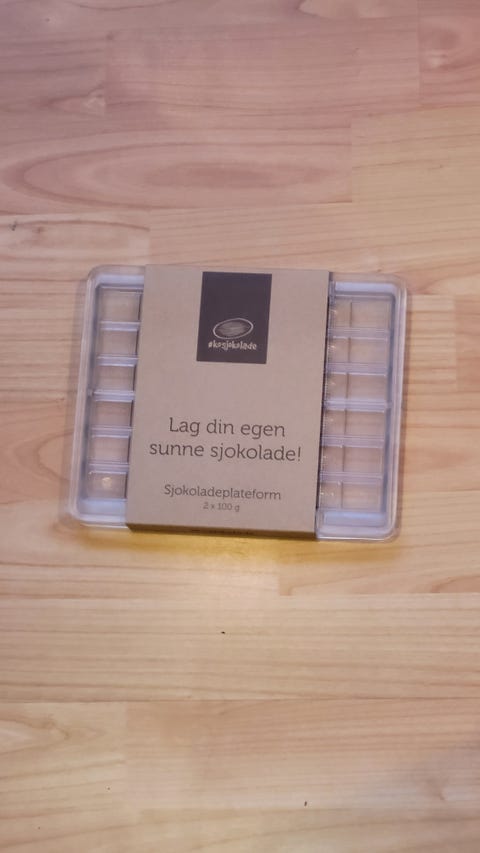 økosjokolade
Lag din egen
sunne sjokolade!
Sjokoladeplateform
2 x 100 g